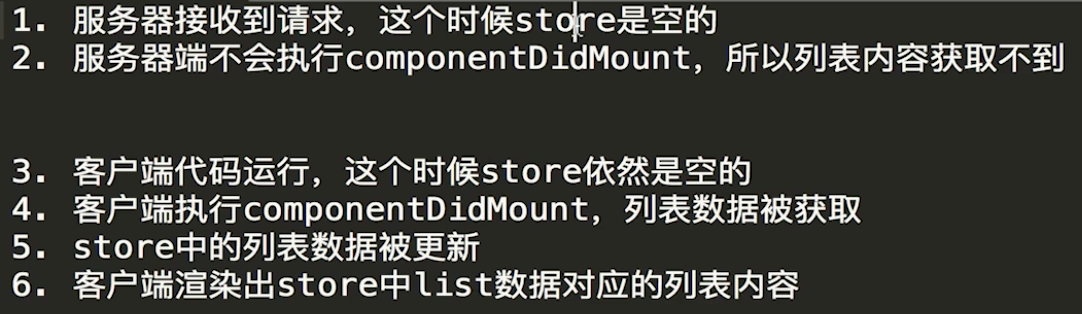 1. 服务器接收到请求，这个时候store是空的
2. 服务器端不会执行componentDidMount，所以列表内容获取不到
3. 客户端代码运行，这个时候store依然是空的
4. 客户端执行componentDidMount，列表数据被获取
5. store中的列表数据被更新
6. 客户端渲染出store中list数据对应的列表内容